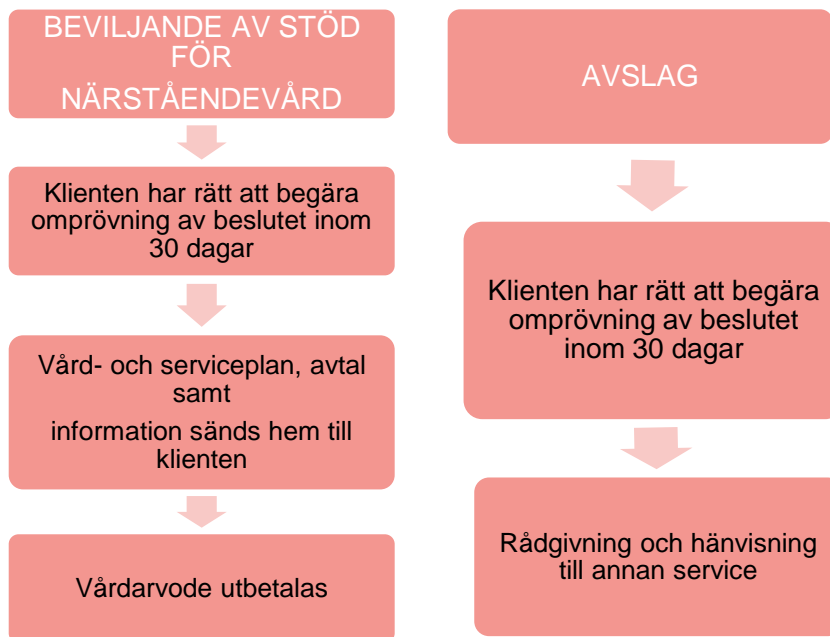 BEVILJANDE AV STÖD
FÖR
NÄRSTÅENDEVÅRD
Klienten har rätt att begära
omprövning av beslutet inom
30 dagar
Vård- och serviceplan, avtal
samt
information sänds hem till
klienten
Vårdarvode utbetalas
AVSLAG
Klienten har rätt att begära
omprövning av beslutet
inom 30 dagar
Rådgivning och hänvisning
till annan service